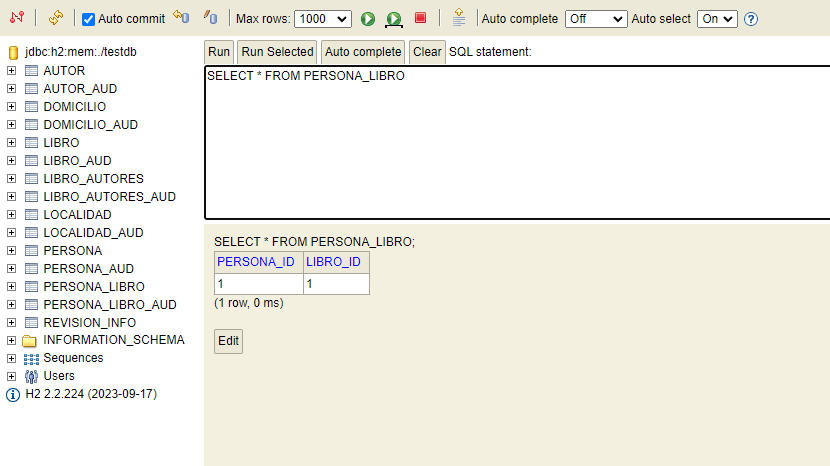 Auto commit Max rows: 1000 Auto complete Off Auto select On ?
jdbc:h2:mem:./testdb
AUTOR
AUTOR_AUD
DOMICILIO
DOMICILIO_AUD
LIBRO
LIBRO_AUD
LIBRO_AUTORES
LIBRO_AUTORES_AUD
LOCALIDAD
LOCALIDAD_AUD
PERSONA
PERSONA_AUD
PERSONA_LIBRO
PERSONA_LIBRO_AUD
REVISION_INFO
INFORMATION_SCHEMA
Sequences
Users
H2 2.2.224 (2023-09-17)
Run Run Selected Auto complete Clear SQL statement:
SELECT * FROM PERSONA_LIBRO
SELECT * FROM PERSONA_LIBRO;
PERSONA_ID LIBRO_ID
1 1
(1 row, 0 ms)
Edit